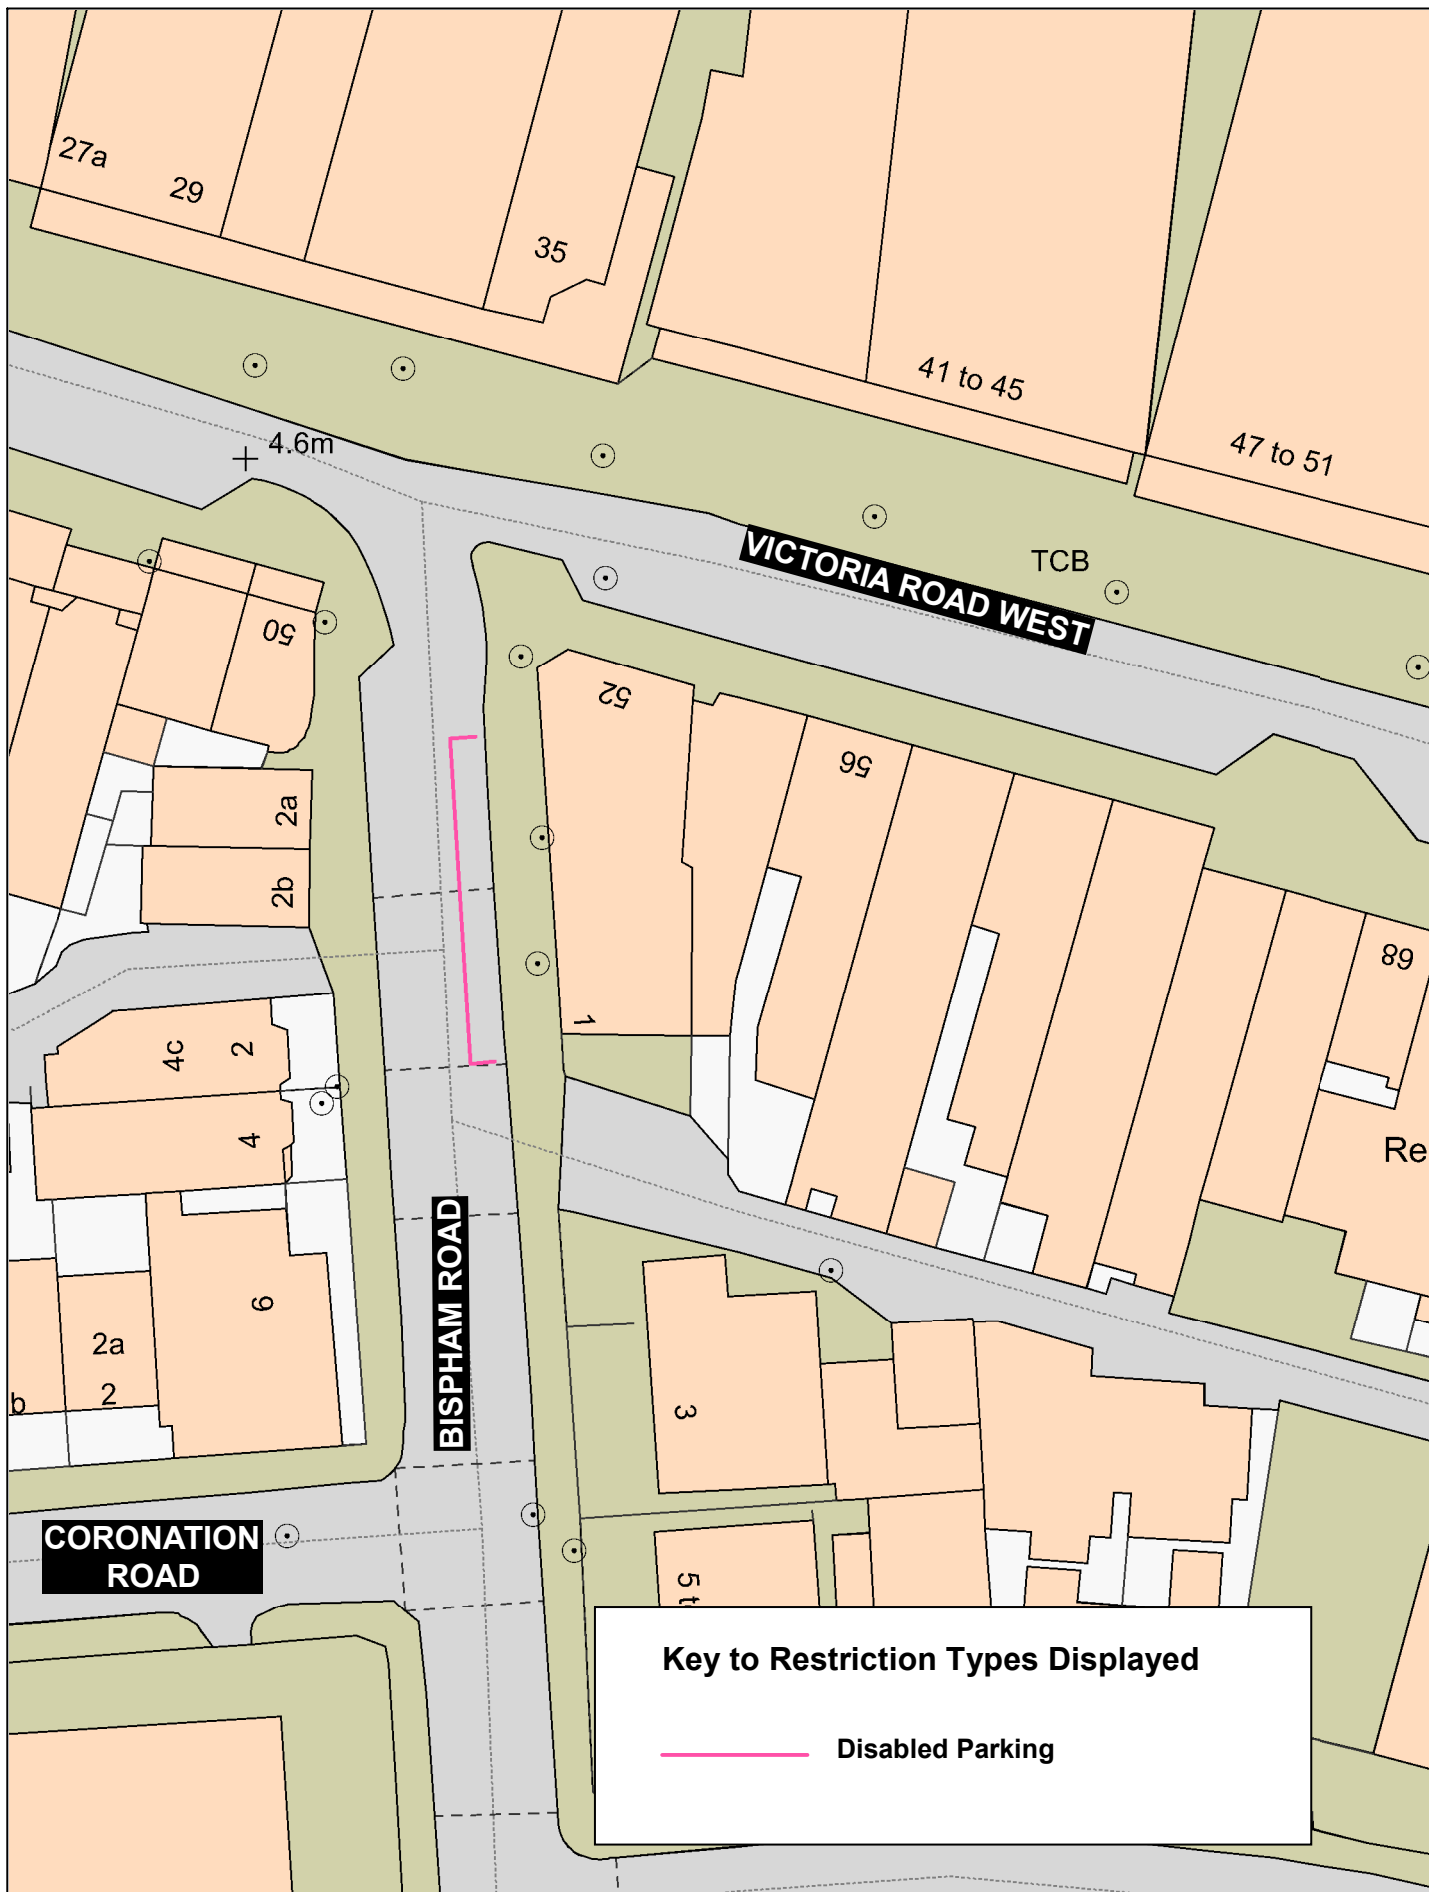 27a
29
35
41 to 45
47 to 51
4.6m
VICTORIA ROAD WEST
TCB
50
52
56
2a
2b
68
1
4c
2
4
Re
BISPHAM ROAD
6
2a
2
b
3
CORONATION
ROAD
5 t
Key to Restriction Types Displayed
Disabled Parking